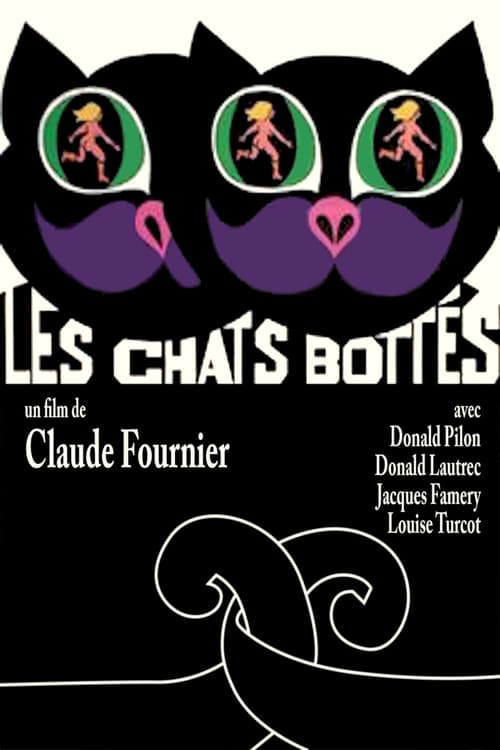 LES CHATS BOTTÉS
un film de
Claude Fournier
avec
Donald Pilon
Donald Lautrec
Jacques Famery
Louise Turcot